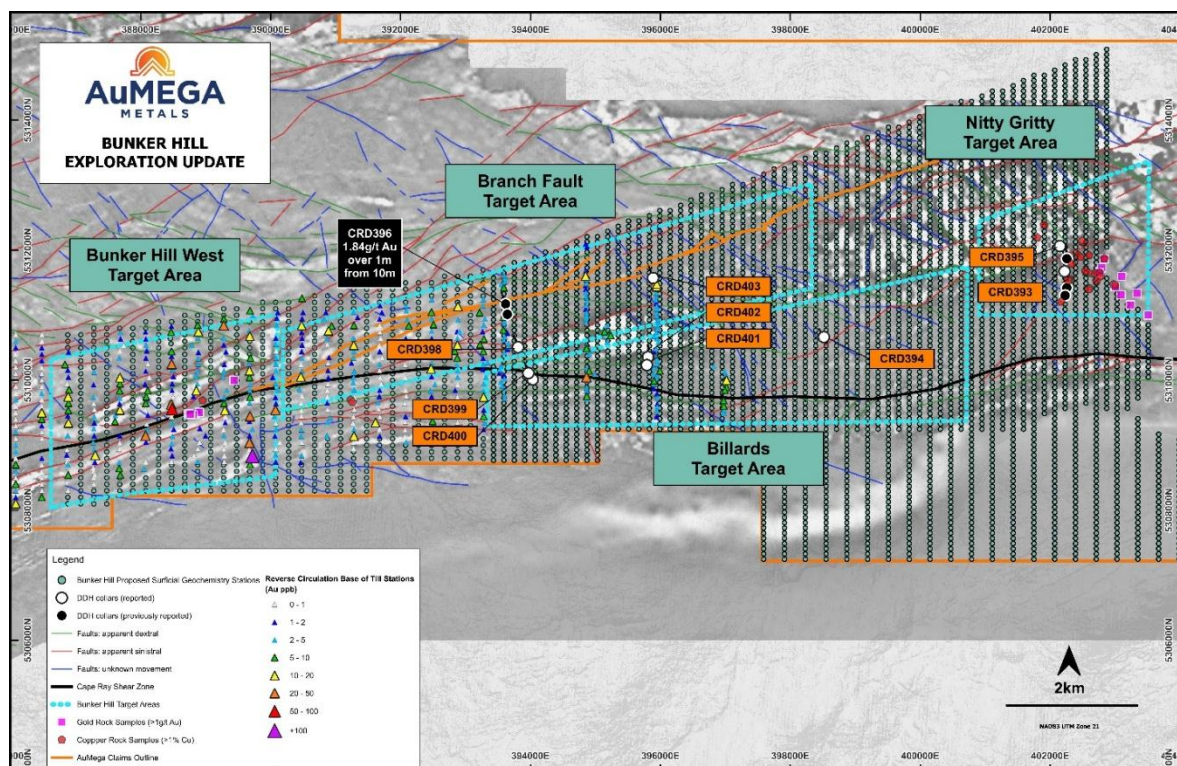 388000E
390000E
392000E
394000E
396000E
398000E
400000E
402000E
AuMEGA
METALS
BUNKER HILL
EXPLORATION UPDATE
5314000N
5314000N
Nitty Gritty
Target Area
Branch Fault
Target Area
Bunker Hill West
Target Area
CRD396
1.84g/t Au
over 1m
from 10m
5312000N
5312000N
CRD395
CRD393
CRD403
CRD402
CRD401
CRD398
CRD394
CRD399
CRD400
5310000N
5310000N
Billards
Target Area
5308000N
5308000N
Legend
Bunker Hill Proposed Surficial Geochemistry Stations
DDH collars (reported)
DDH collars (previously reported)
Faults: apparent dextral
Faults: apparent sinistral
Faults: unknown movement
Cape Ray Shear Zone
Bunker Hill Target Areas
Gold Rock Samples (>1g/t Au)
Coppper Rock Samples (>1% Cu)
AuMega Claims Outline
Reverse Circulation Base of Till Stations
(Au ppb)
0 - 1
1 - 2
2 - 5
5 - 10
10 - 20
20 - 50
50 - 100
+100
5306000N
5306000N
2km
NAD83 UTM Zone 21
394000E
396000E
398000E
400000E
402000E